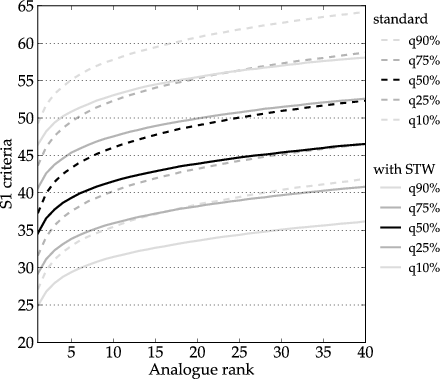 65
60
55
50
45
40
35
30
25
20
S1 criteria
5 10 15 20 25 30 35 40
Analogue rank
standard
q90%
q75%
q50%
q25%
q10%
with STW
q90%
q75%
q50%
q25%
q10%